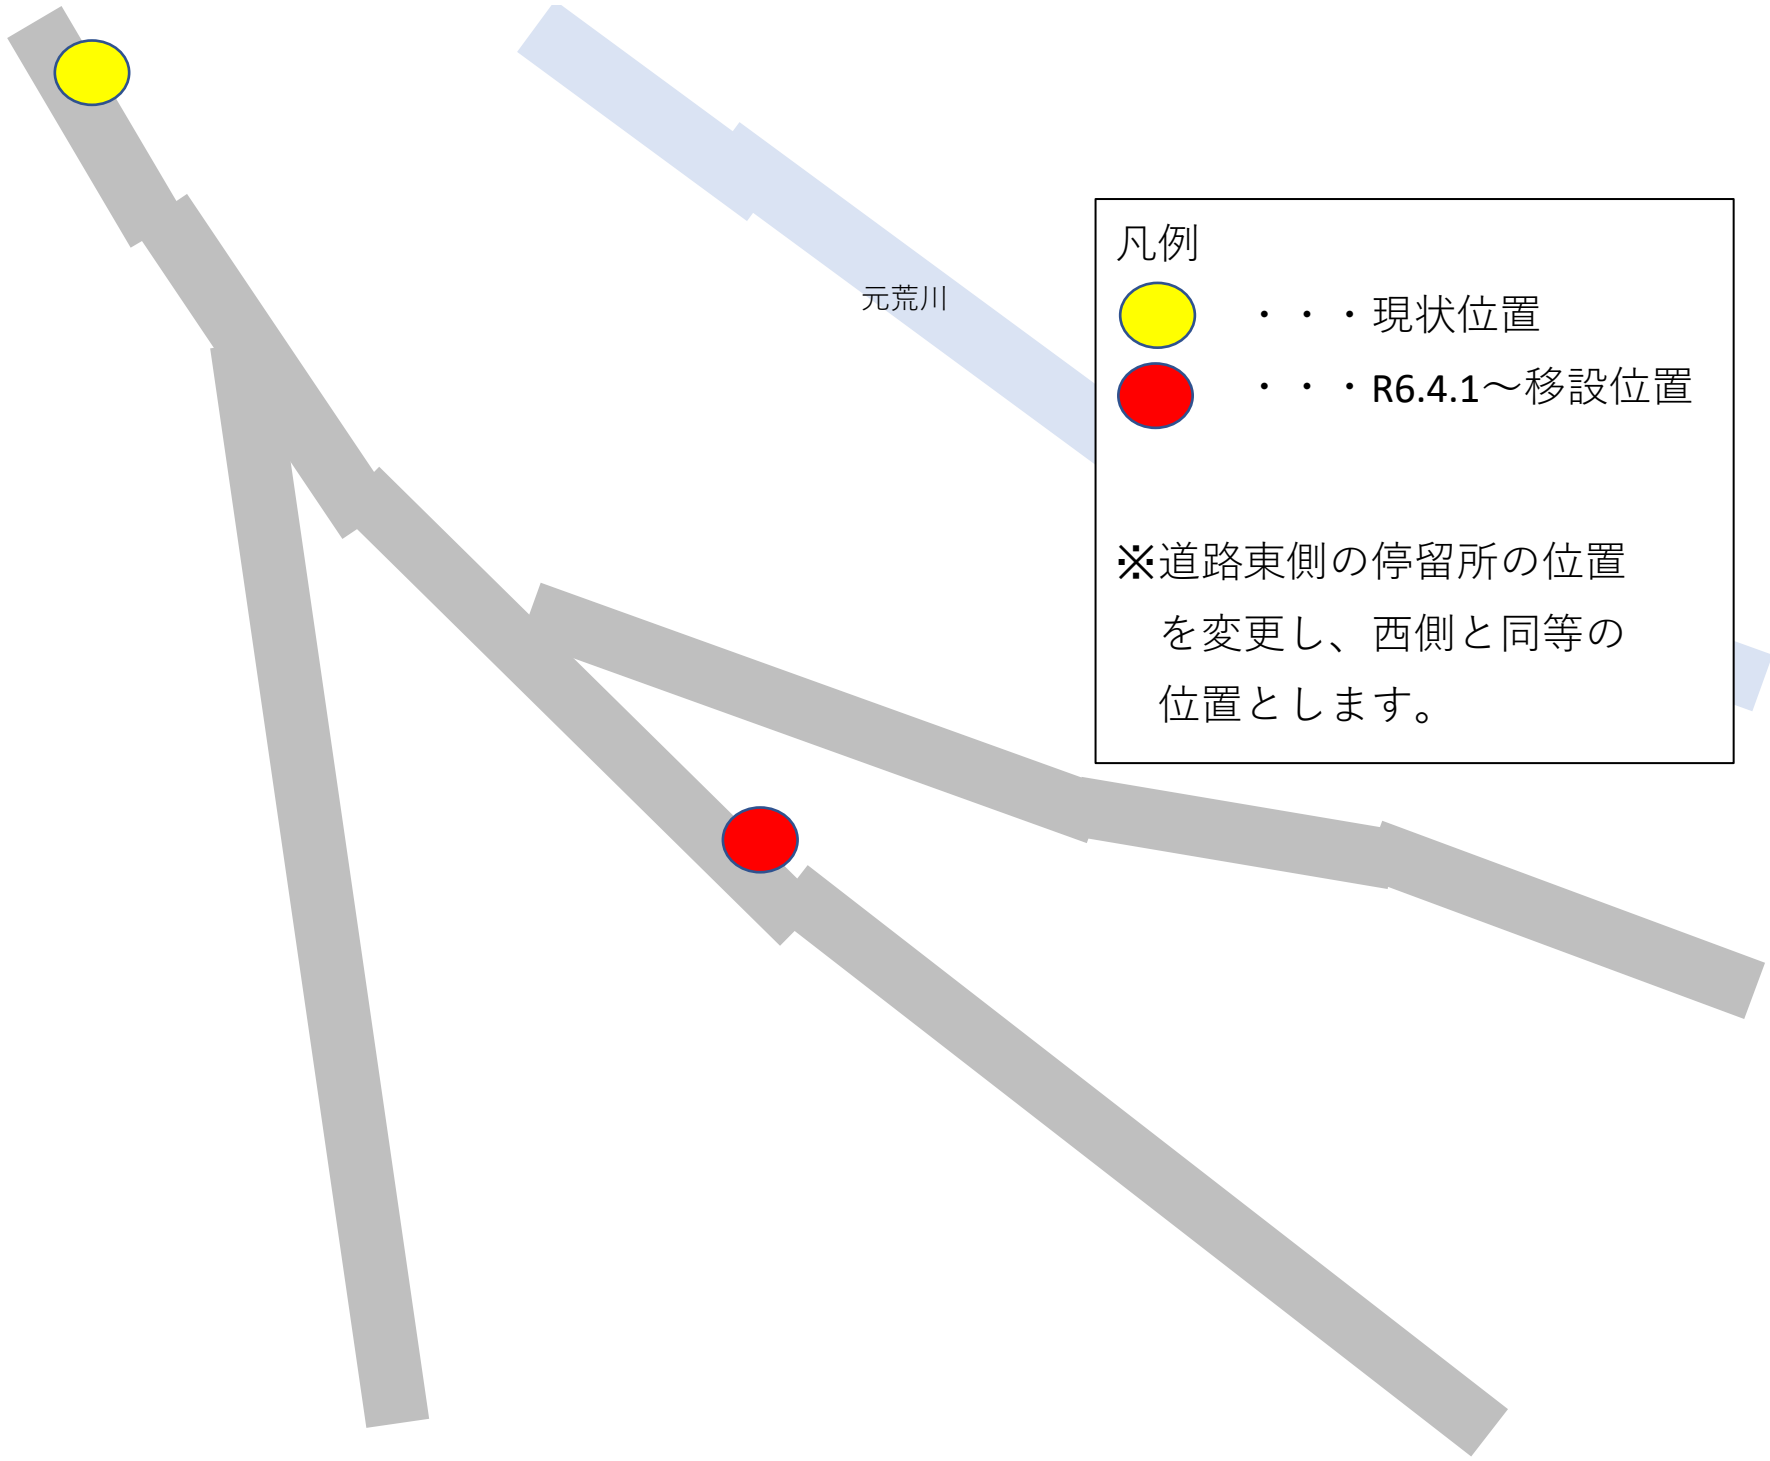 元荒川
凡例
・・・現状位置
・・・R6.4.1～移設位置
※道路東側の停留所の位置
を変更し、西側と同等の
位置とします。